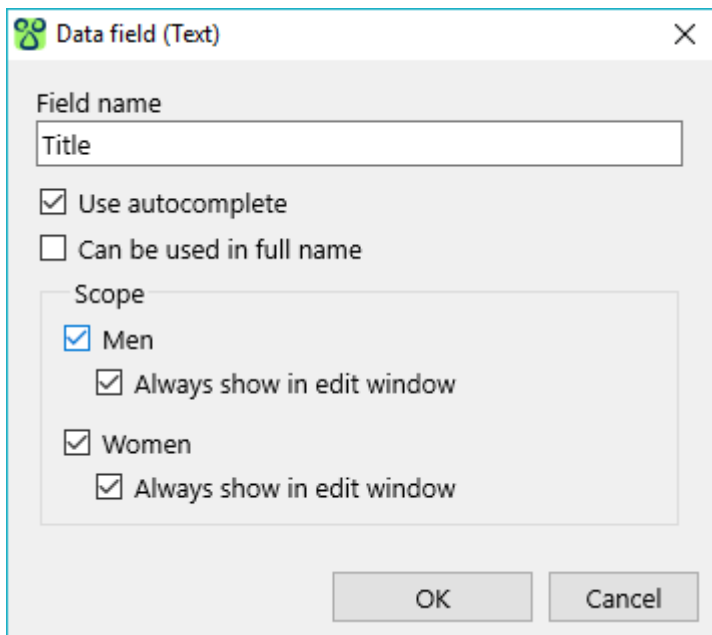 Data field (Text)
Field name
Title
Use autocomplete
Can be used in full name
Scope
Men
Always show in edit window
Women
Always show in edit window
OK Cancel